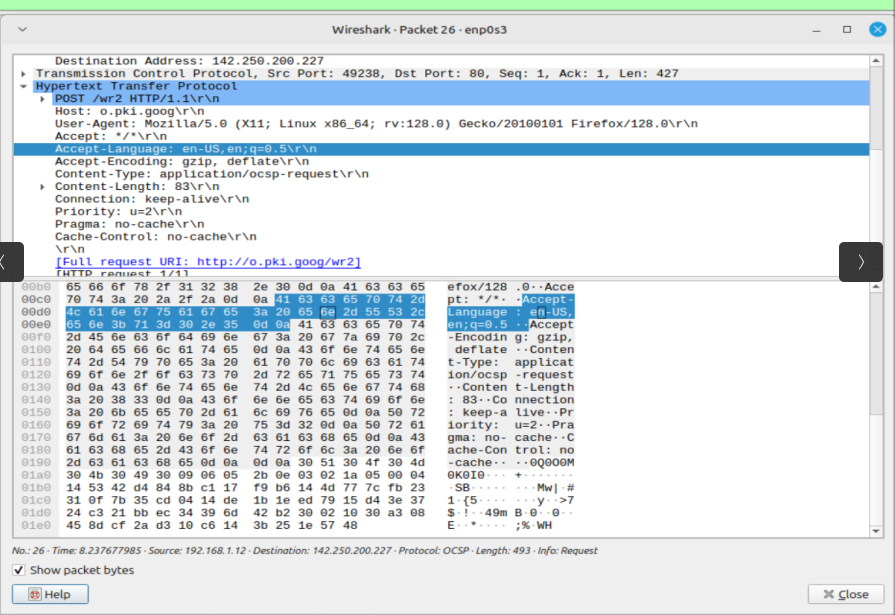 Wireshark · Packet 26 · enp0s3
Destination Address: 142.250.200.227
Transmission Control Protocol, Src Port: 49238, Dst Port: 80, Seq: 1, Ack: 1, Len: 427
Hypertext Transfer Protocol
POST /wr2 HTTP/1.1\r\n
Host: o.pki.goog\r\n
User-Agent: Mozilla/5.0 (X11; Linux x86_64; rv:128.0) Gecko/20100101 Firefox/128.0\r\n
Accept: */*\r\n
Accept-Language: en-US,en;q=0.5\r\n
Accept-Encoding: gzip, deflate\r\n
Content-Type: application/ocsp-request\r\n
Content-Length: 83\r\n
Connection: keep-alive\r\n
Priority: u=2\r\n
Pragma: no-cache\r\n
Cache-Control: no-cache\r\n
\r\n
[Full request URI: http://o.pki.goog/wr2]
[HTTP request 1/1]
00b0 65 66 6f 78 2f 31 32 38 2e 30 0d 0a 41 63 63 65 efox/128 .0··Acce
00c0 70 74 3a 20 2a 2f 2a 0d 0a 41 63 63 65 70 74 2d pt: */*· ·Accept-
00d0 4c 61 6e 67 75 61 67 65 3a 20 65 6e 2d 55 53 2c Language : en-US,
00e0 65 6e 3b 71 3d 30 2e 35 0d 0a 41 63 63 65 70 74 en;q=0.5 ··Accept
00f0 2d 45 6e 63 6f 64 69 6e 67 3a 20 67 7a 69 70 2c -Encodin g: gzip,
0100 20 64 65 66 6c 61 74 65 0d 0a 43 6f 6e 74 65 6e deflate ··Conten
0110 74 2d 54 79 70 65 3a 20 61 70 70 6c 69 63 61 74 t-Type: applicat
0120 69 6f 6e 2f 6f 63 73 70 2d 72 65 71 75 65 73 74 ion/ocsp -request
0130 0d 0a 43 6f 6e 74 65 6e 74 2d 4c 65 6e 67 74 68 ··Conten t-Length
0140 3a 20 38 33 0d 0a 43 6f 6e 6e 65 63 74 69 6f 6e : 83··Co nnection
0150 3a 20 6b 65 65 70 2d 61 6c 69 76 65 0d 0a 50 72 : keep-a live··Pr
0160 69 6f 72 69 74 79 3a 20 75 3d 32 0d 0a 50 72 61 iority: u=2··Pra
0170 67 6d 61 3a 20 6e 6f 2d 63 61 63 68 65 0d 0a 43 gma: no- cache··C
0180 61 63 68 65 2d 43 6f 6e 74 72 6f 6c 3a 20 6e 6f ache-Con trol: no
0190 2d 63 61 63 68 65 0d 0a 0d 0a 30 51 30 4f 30 4d -cache·· ··0Q0O0M
01a0 30 4b 30 49 30 09 06 05 2b 0e 03 02 1a 05 00 04 0K0I0··· +·······
01b0 14 53 42 d4 84 8b c1 17 f9 b6 14 4d 77 7c fb 23 ·SB····· ···Mw|·#
01c0 31 0f 7b 35 cd 04 14 de 1b 1e ed 79 15 d4 3e 37 1·{5···· ···y··>7
01d0 24 c3 21 bb ec 34 39 6d 42 b2 30 02 10 30 a3 08 $·!··49m B·0··0··
01e0 45 8d cf 2a d3 10 c6 14 3b 25 1e 57 48 E··*···· ;%·WH
No.: 26 · Time: 8.237677985 · Source: 192.168.1.12 · Destination: 142.250.200.227 · Protocol: OCSP · Length: 493 · Info: Request
Show packet bytes
Help
Close